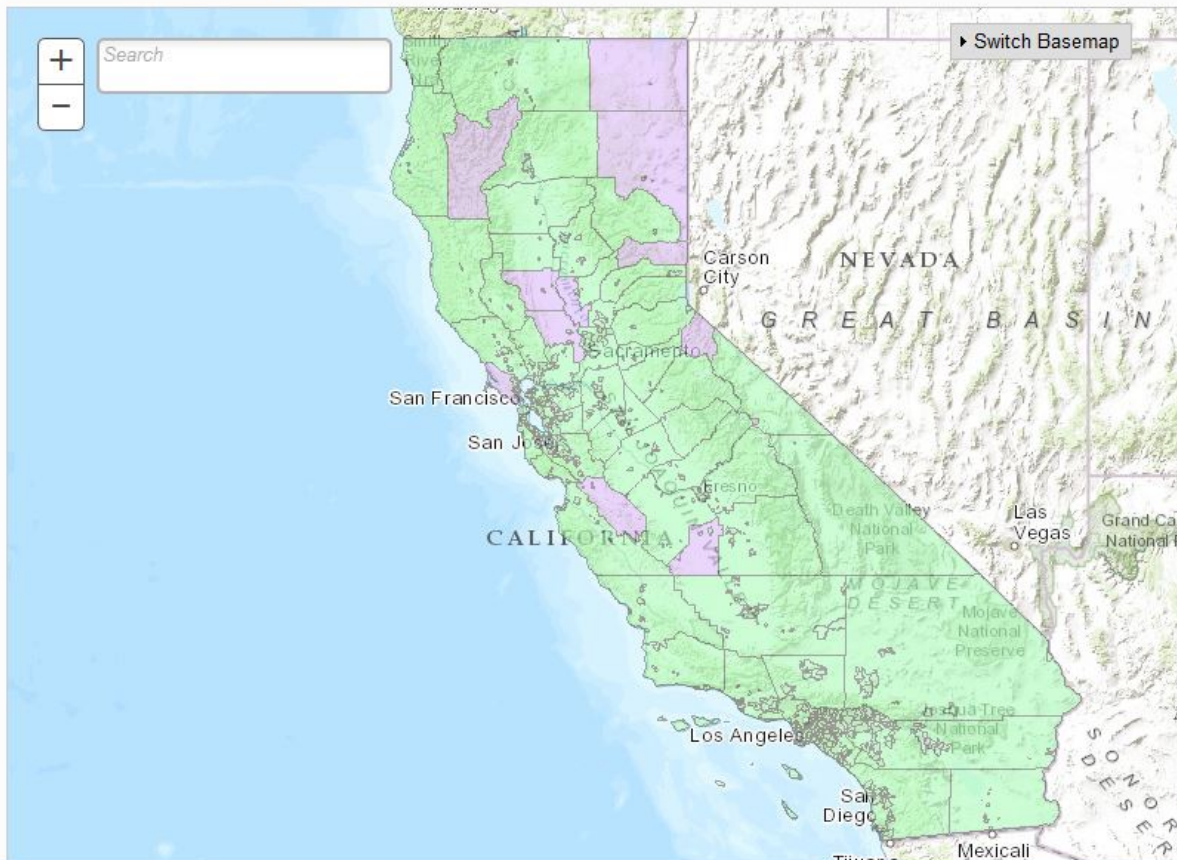 +
Search
−
Switch Basemap
Carson
City
NEVADA
GREAT BASIN
Sacramento
San Francisco
San Jose
Fresno
CALIFORNIA
Death Valley
National
Park
Las
Vegas
MOJAVE
DESERT
Mojave
National
Preserve
Joshua Tree
National
Park
Los Angeles
San
Diego
Mexicali